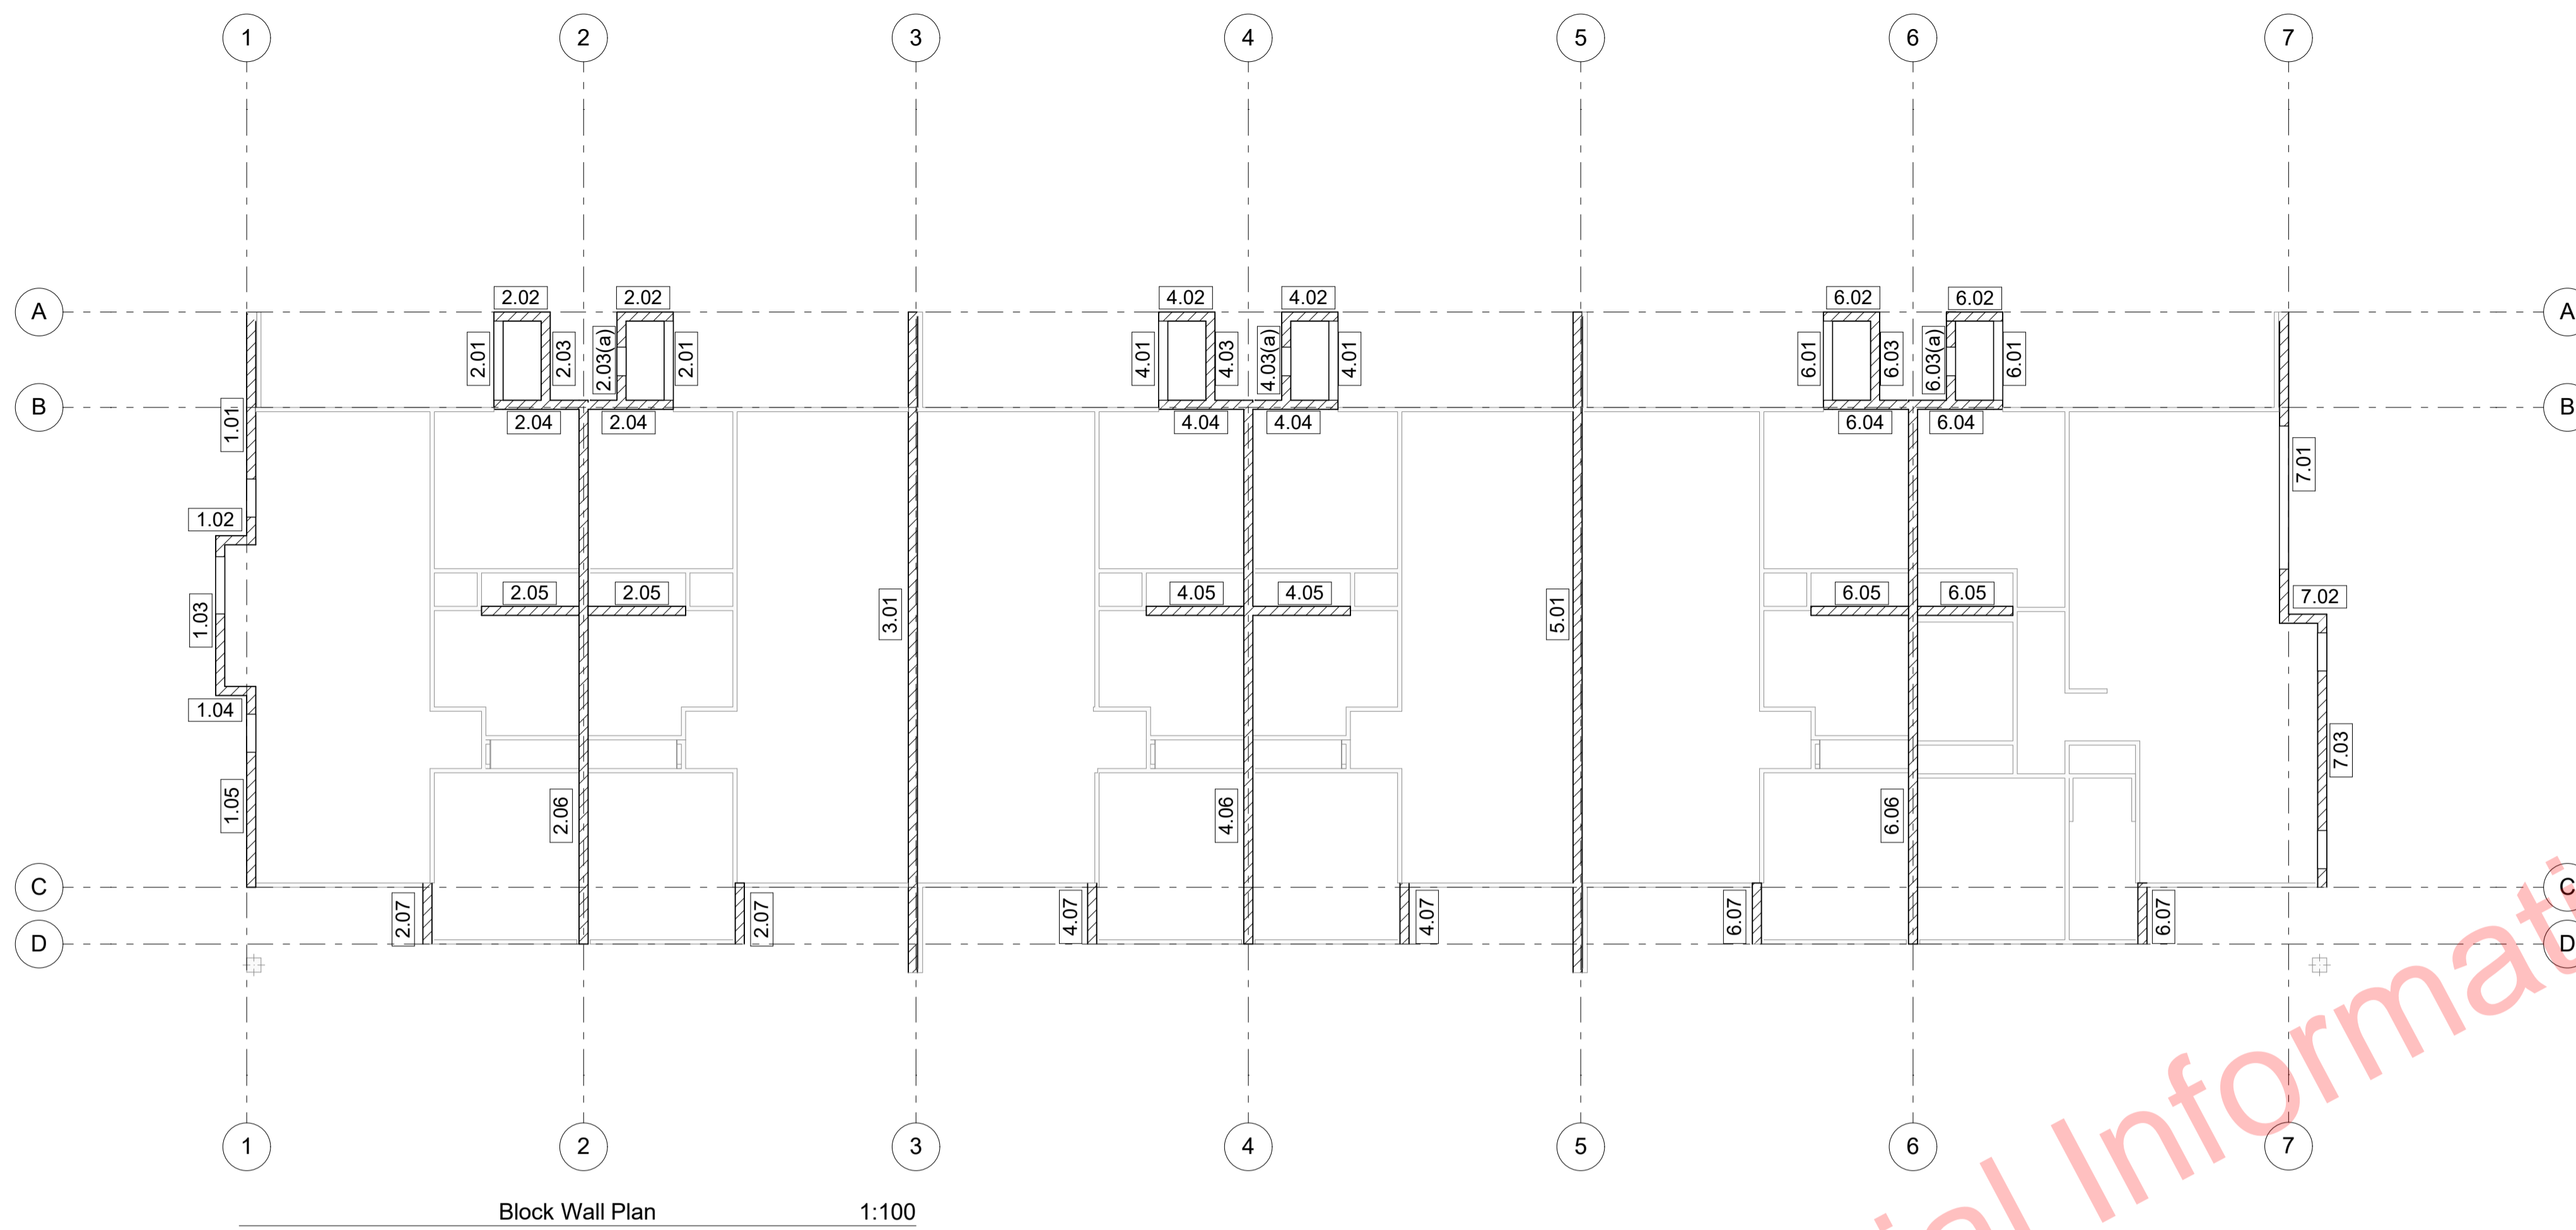 1 2 3 4 5 6 7
A A
2.02 2.02 4.02 4.02 6.02 6.02
2.01 2.03 2.03(a) 2.01 4.01 4.03 4.03(a) 4.01 6.01 6.03 6.03(a) 6.01
B B
1.01 2.04 2.04 4.04 4.04 6.04 6.04
7.01
1.02
2.05 2.05 4.05 4.05 6.05 6.05 7.02
1.03 3.01 5.01
1.04
7.03
1.05 2.06 4.06 6.06
C C
2.07 2.07 4.07 4.07 6.07 6.07
D D
1 2 3 4 5 6 7
Block Wall Plan 1:100